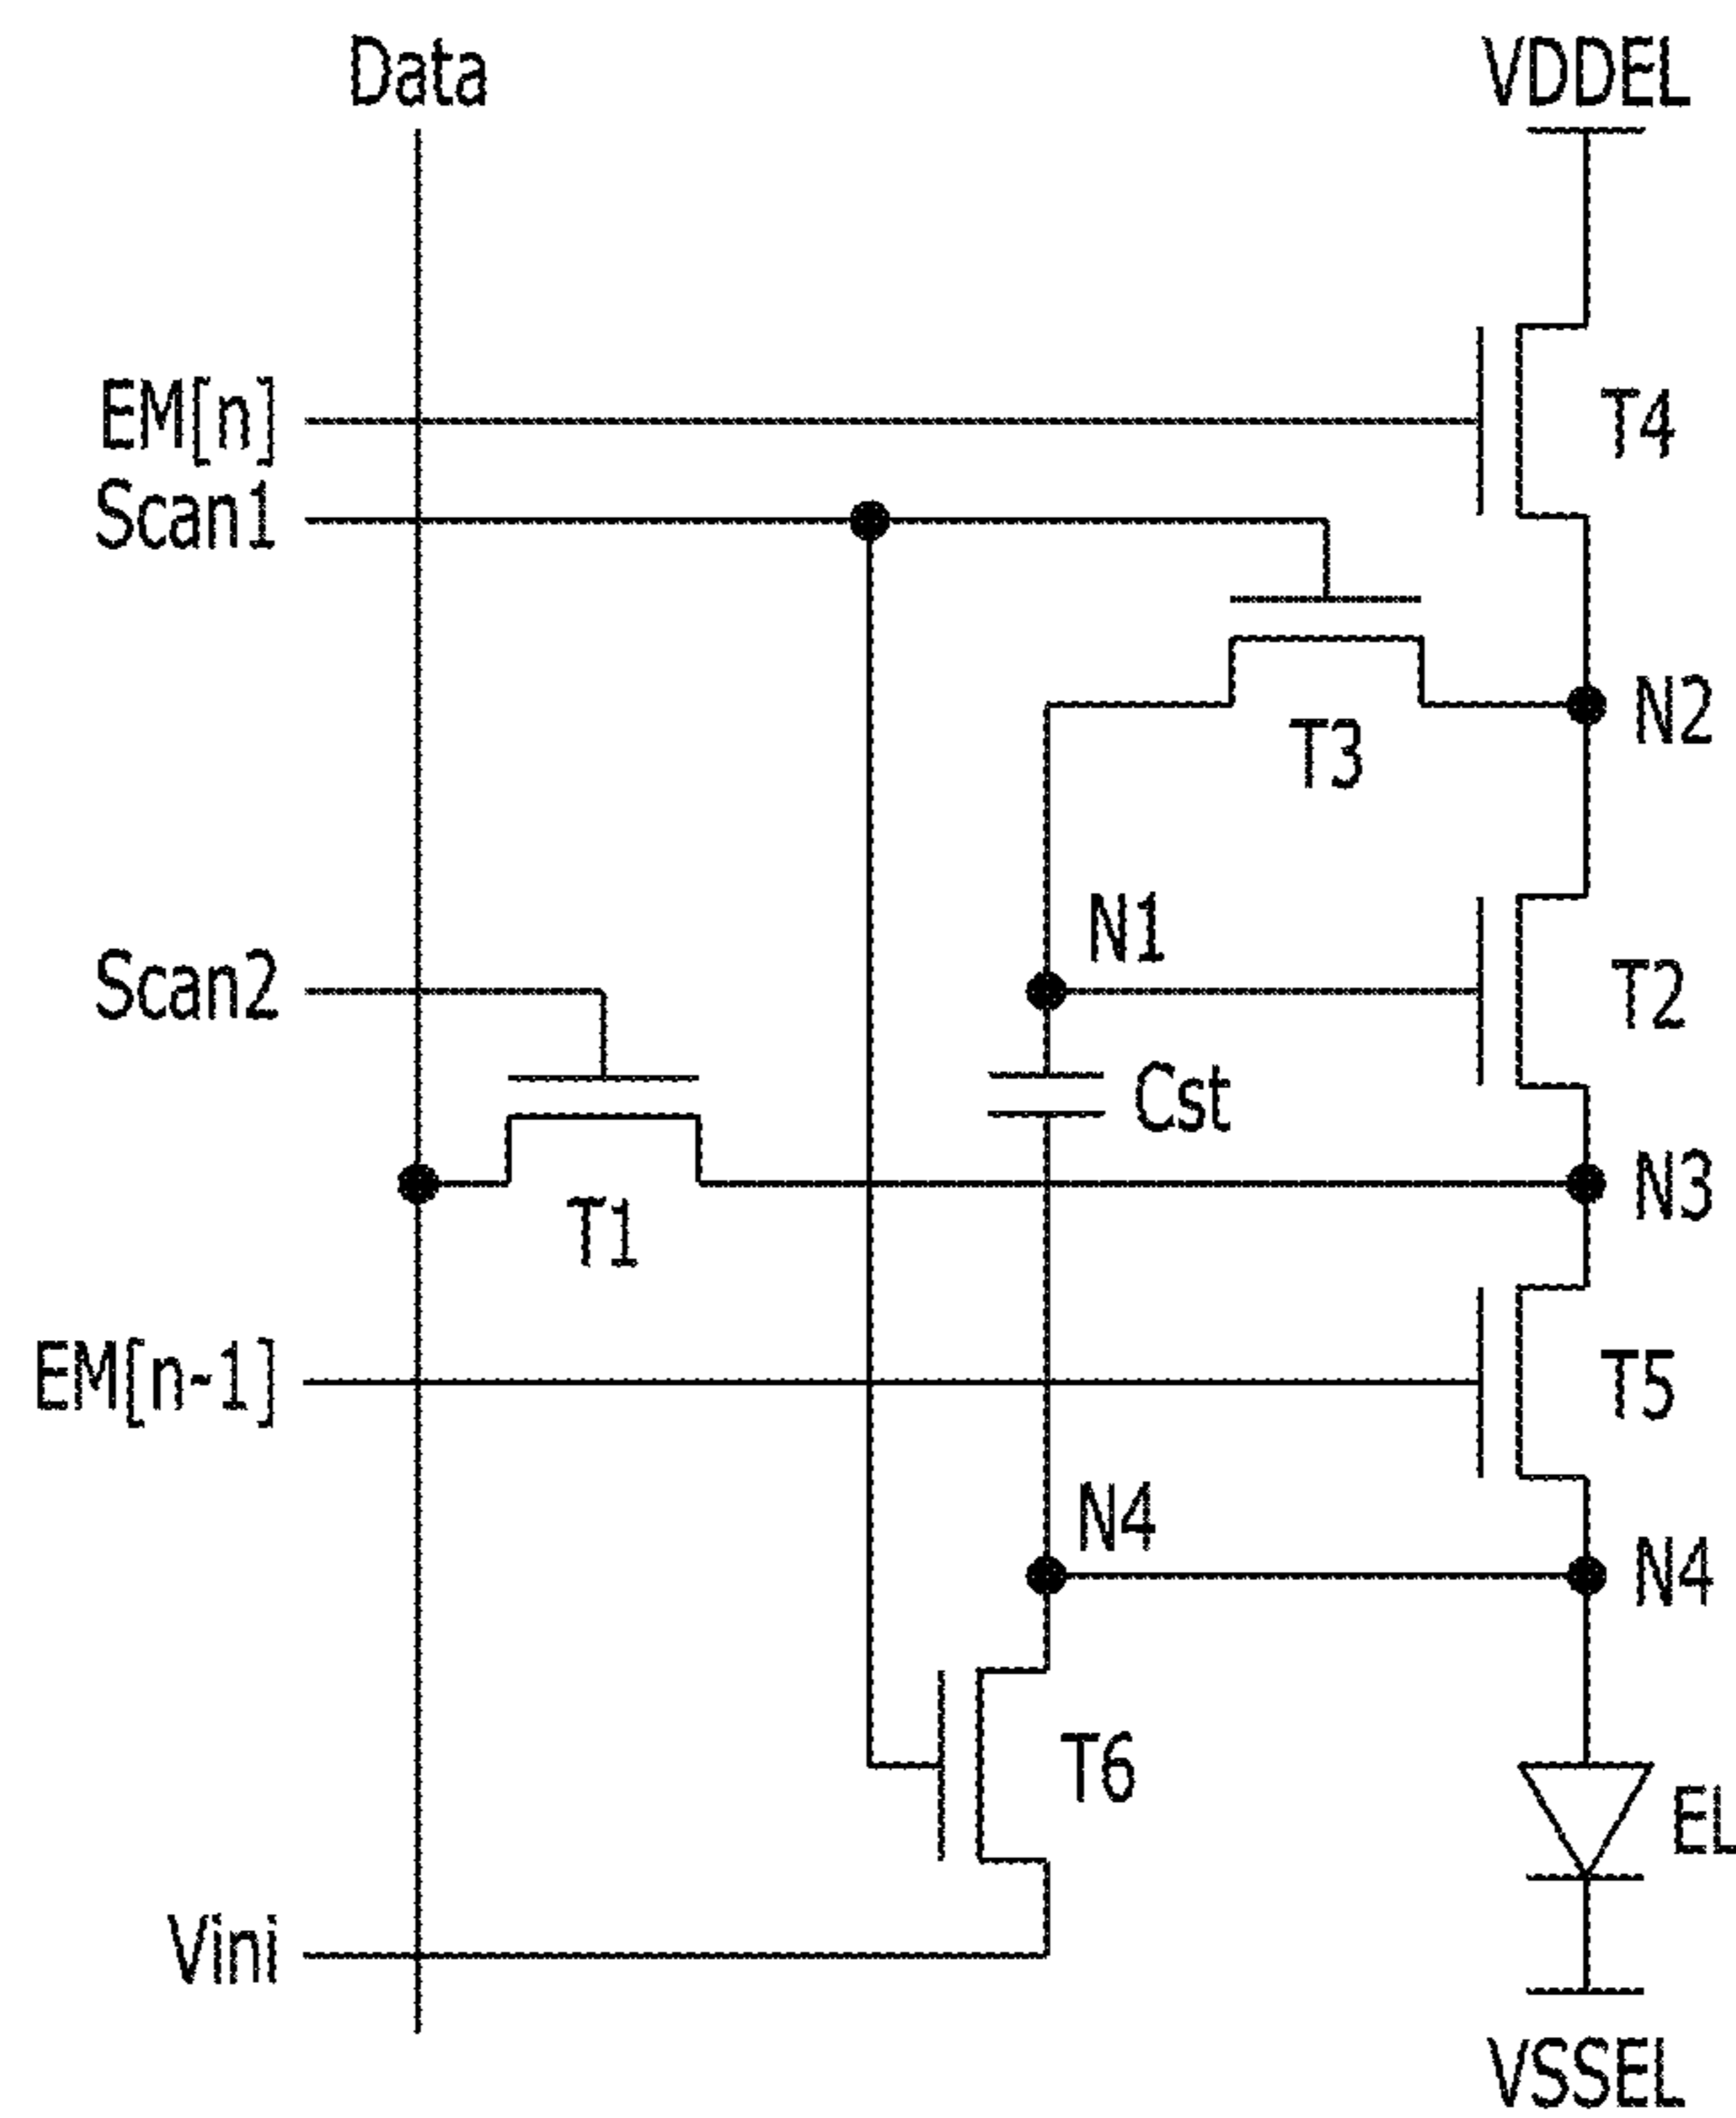 Data
VDDEL
EM[n]
T4
Scan1
N2
T3
N1
Scan2
T2
Cst
N3
T1
EM[n-1]
T5
N4
N4
T6
EL
Vini
VSSEL